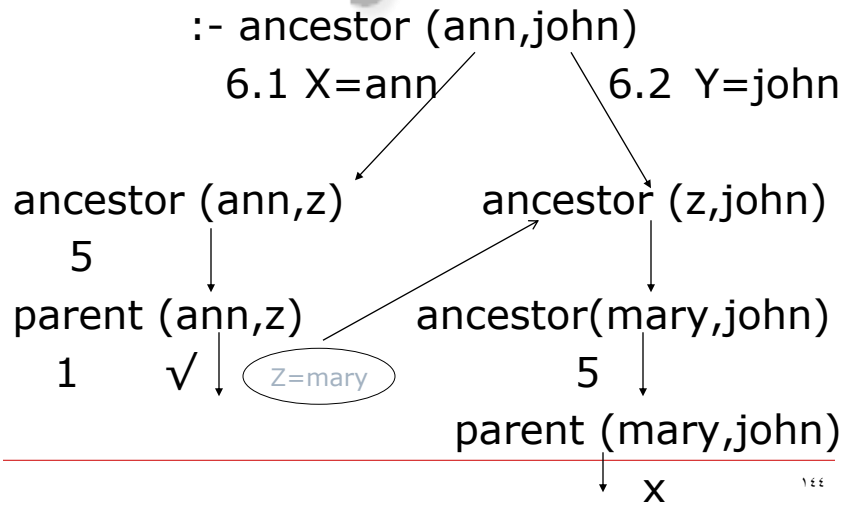 :- ancestor (ann,john)
6.1 X=ann 6.2 Y=john
ancestor (ann,z) ancestor (z,john)
5
parent (ann,z) ancestor(mary,john)
1 √ Z=mary 5
parent (mary,john)
x ١٤٤